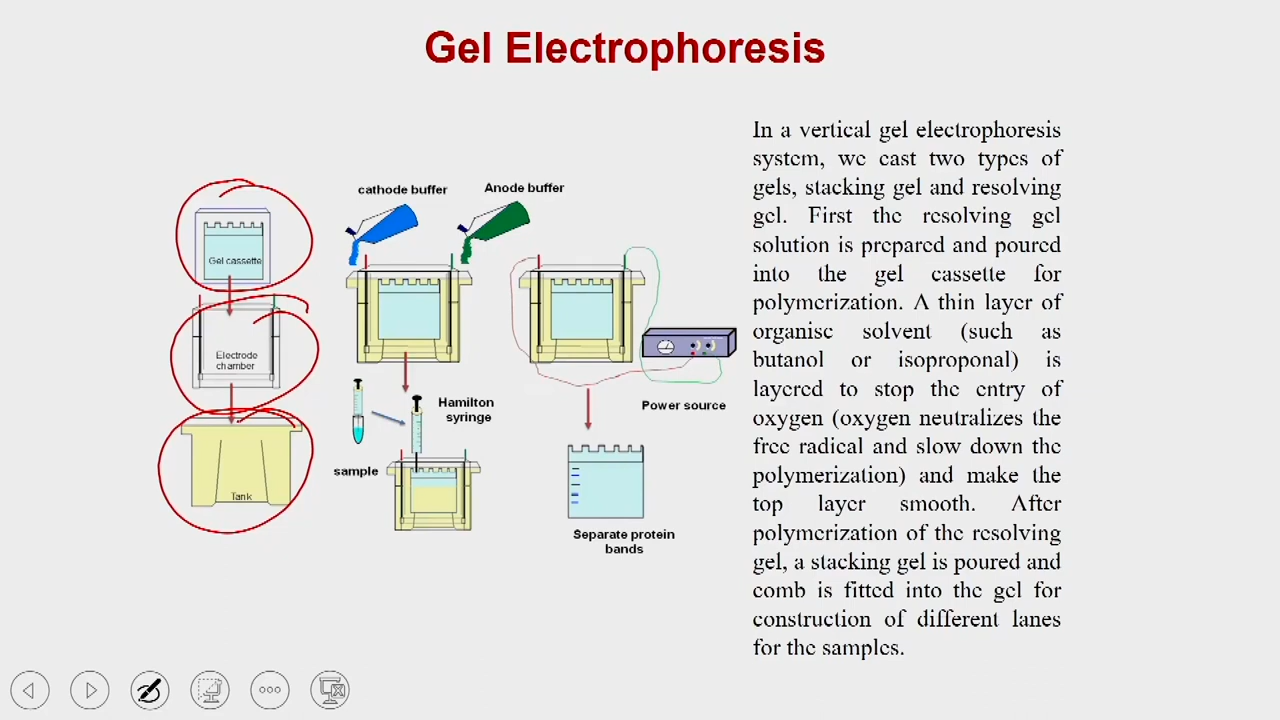 Gel Electrophoresis
cathode buffer
Anode buffer
Gel cassette
Electrode
chamber
Tank
Hamilton
syringe
sample
Power source
Separate protein
bands
In a vertical gel electrophoresis
system, we cast two types of
gels, stacking gel and resolving
gel. First the resolving gel
solution is prepared and poured
into the gel cassette for
polymerization. A thin layer of
organisc solvent (such as
butanol or isoproponal) is
layered to stop the entry of
oxygen (oxygen neutralizes the
free radical and slow down the
polymerization) and make the
top layer smooth. After
polymerization of the resolving
gel, a stacking gel is poured and
comb is fitted into the gel for
construction of different lanes
for the samples.